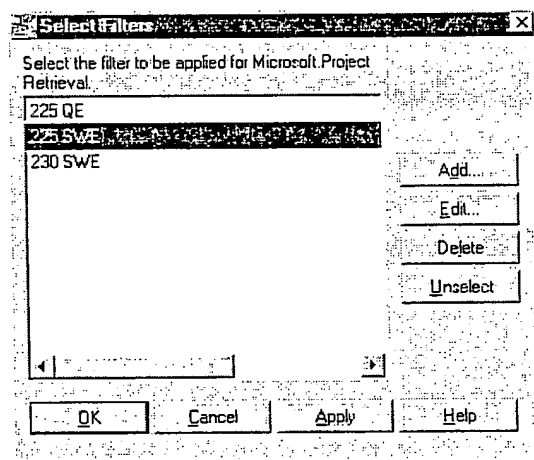 Select Filters
Select the filter to be applied for Microsoft Project
Retrieval.
225 QE
225 SWE
230 SWE
Add...
Edit...
Delete
Unselect
OK
Cancel
Apply
Help